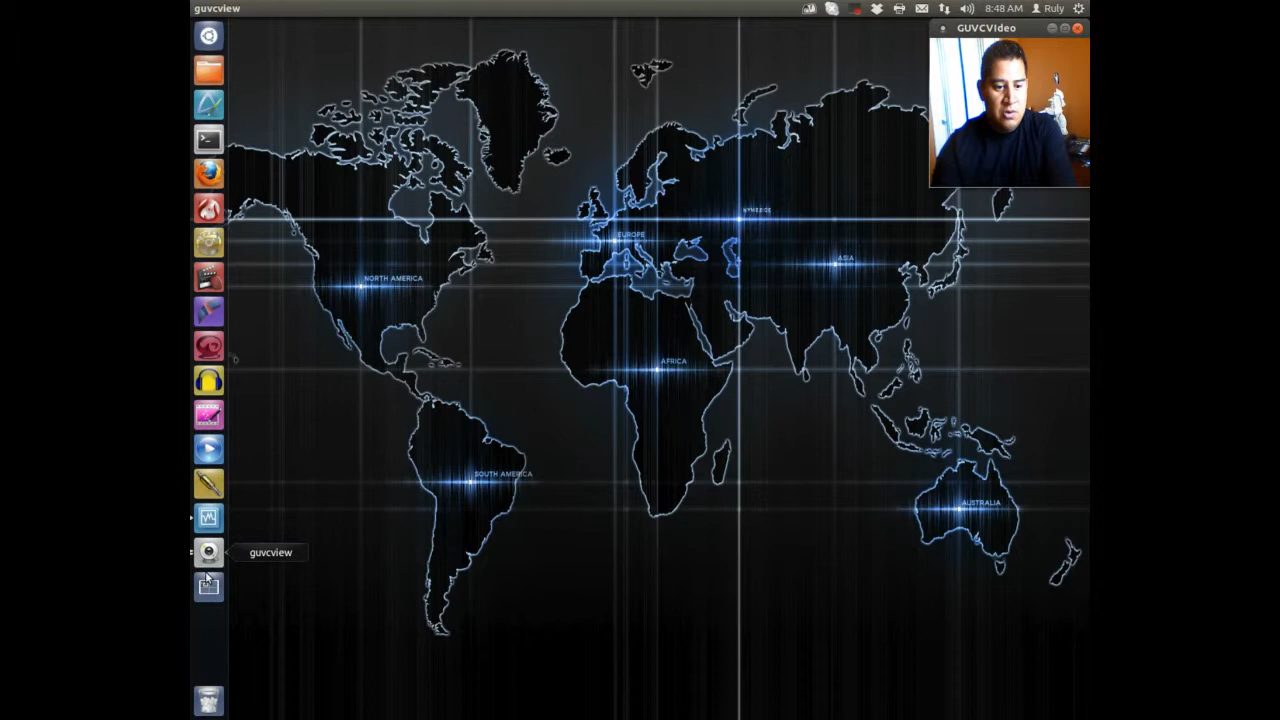 guvcview
8:48 AM
Ruly
GUVCVIdeo
EUROPE
ASIA
NORTH AMERICA
AFRICA
SOUTH AMERICA
AUSTRALIA
guvcview